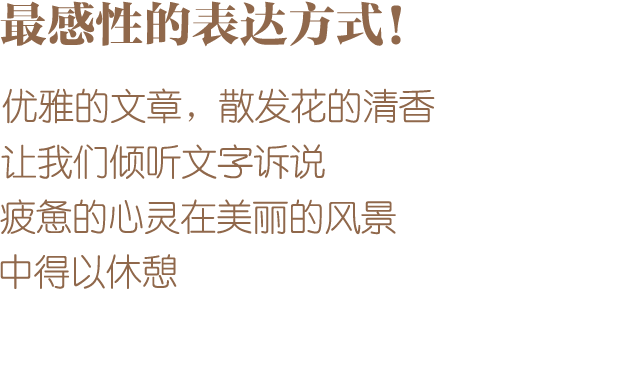 最感性的表达方式！
优雅的文章，散发花的清香
让我们倾听文字诉说
疲惫的心灵在美丽的风景
中得以休憩